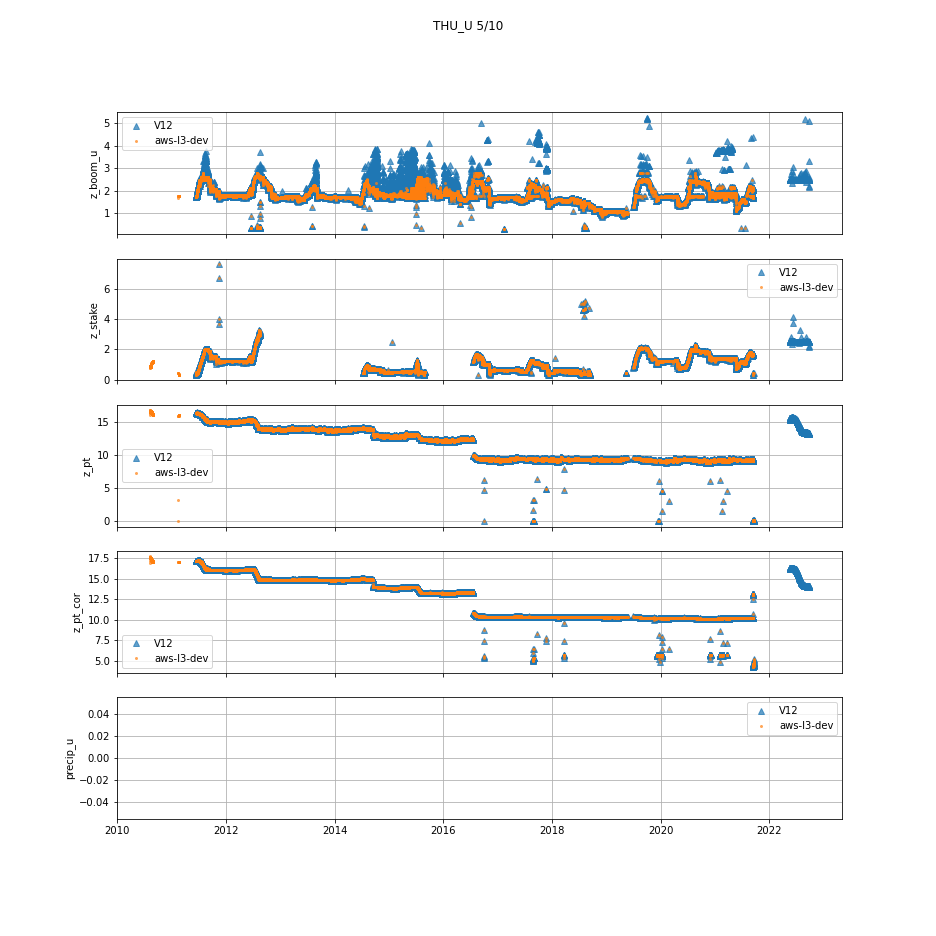 THU_U 5/10
z_boom_u
5
4
3
2
1
V12
aws-l3-dev
z_stake
6
4
2
0
V12
aws-l3-dev
z_pt
15
10
5
0
V12
aws-l3-dev
z_pt_cor
17.5
15.0
12.5
10.0
7.5
5.0
V12
aws-l3-dev
precip_u
0.04
0.02
0.00
−0.02
−0.04
V12
aws-l3-dev
2010 2012 2014 2016 2018 2020 2022